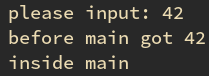 please input: 42
before main got 42
inside main